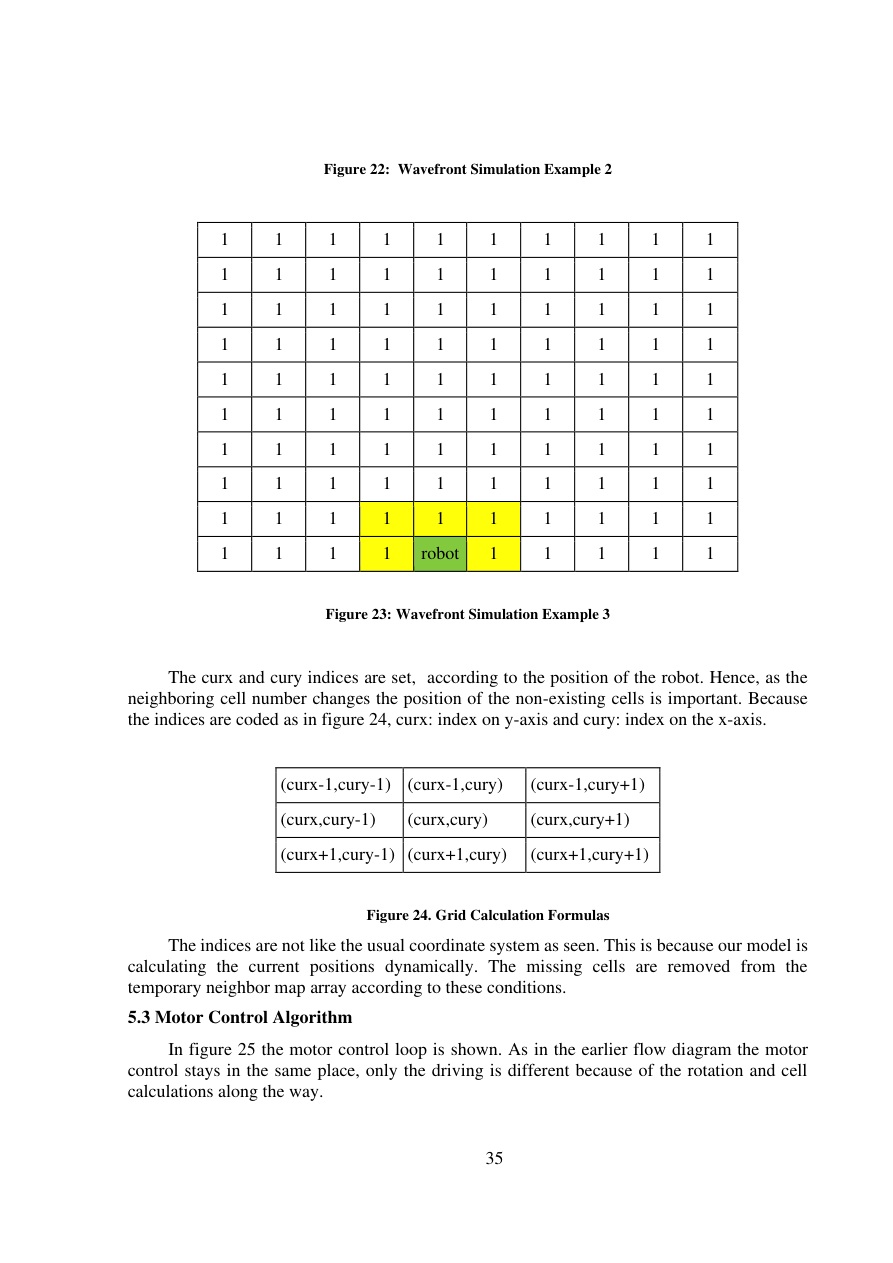 Figure 22:  Wavefront Simulation Example 2
1 1 1 1 1 1 1 1 1 1
1 1 1 1 1 1 1 1 1 1
1 1 1 1 1 1 1 1 1 1
1 1 1 1 1 1 1 1 1 1
1 1 1 1 1 1 1 1 1 1
1 1 1 1 1 1 1 1 1 1
1 1 1 1 1 1 1 1 1 1
1 1 1 1 1 1 1 1 1 1
1 1 1 1 1 1 1 1 1 1
1 1 1 1 robot 1 1 1 1 1
Figure 23: Wavefront Simulation Example 3
The curx and cury indices are set,  according to the position of the robot. Hence, as the
neighboring cell number changes the position of the non-existing cells is important. Because
the indices are coded as in figure 24, curx: index on y-axis and cury: index on the x-axis.
(curx-1,cury-1) (curx-1,cury) (curx-1,cury+1)
(curx,cury-1) (curx,cury) (curx,cury+1)
(curx+1,cury-1) (curx+1,cury) (curx+1,cury+1)
Figure 24. Grid Calculation Formulas
The indices are not like the usual coordinate system as seen. This is because our model is
calculating the current positions dynamically. The missing cells are removed from the
temporary neighbor map array according to these conditions.
5.3 Motor Control Algorithm
In figure 25 the motor control loop is shown. As in the earlier flow diagram the motor
control stays in the same place, only the driving is different because of the rotation and cell
calculations along the way.
35